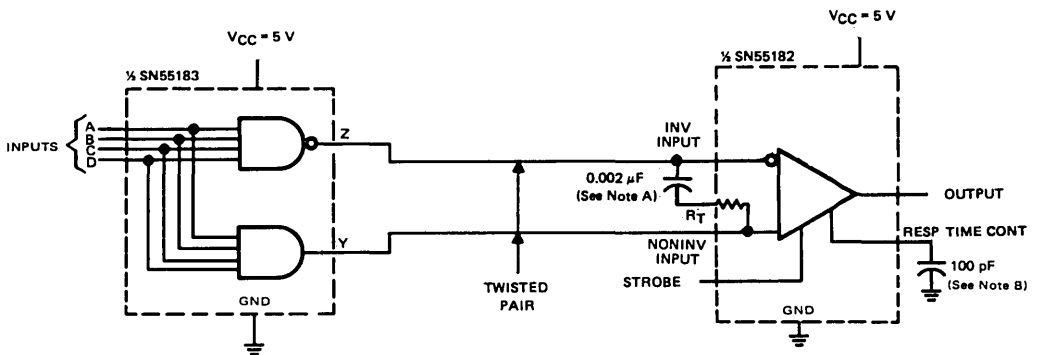 VCC = 5 V
½ SN55183
INPUTS
A
B
C
D
Z
Y
GND
TWISTED
PAIR
VCC = 5 V
½ SN55182
INV
INPUT
0.002 µF
(See Note A)
RT
NONINV
INPUT
STROBE
OUTPUT
RESP TIME CONT
100 pF
(See Note B)
GND